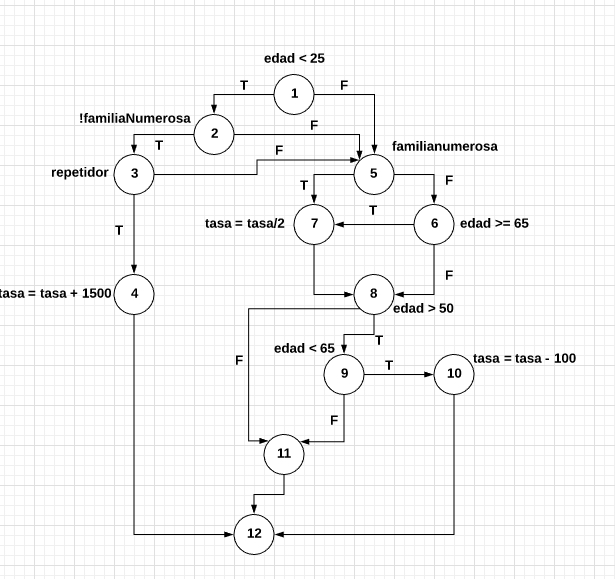 edad < 25
T
1
F
!familiaNumerosa
2
F
T
F
familianumerosa
repetidor
3
5
T
F
tasa = tasa/2
7
T
6
edad >= 65
T
F
tasa = tasa + 1500
4
8
edad > 50
T
edad < 65
F
9
T
10
tasa = tasa - 100
F
11
12